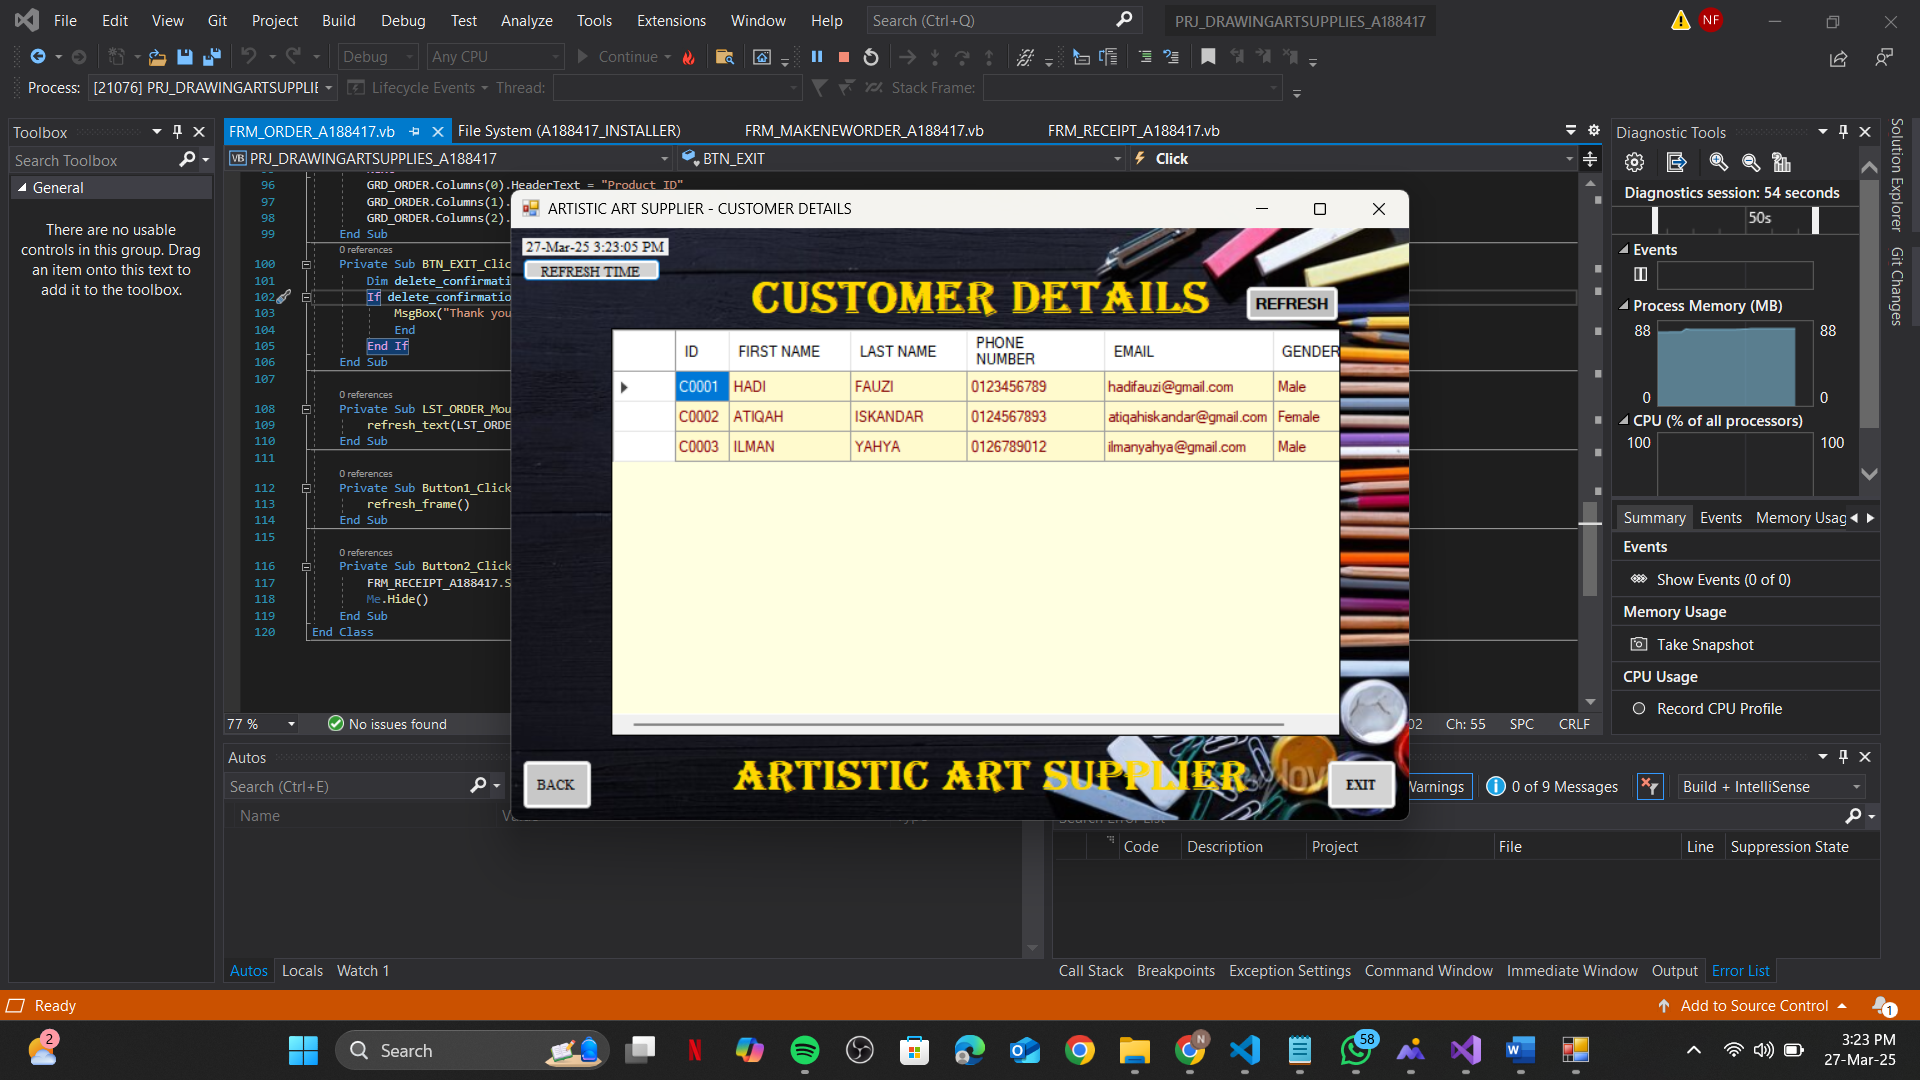 File Edit View Git Project Build Debug Test Analyze Tools Extensions Window Help Search (Ctrl+Q) PRJ_DRAWINGARTSUPPLIES_A188417 NF
Debug Any CPU Continue
Process: [21076] PRJ_DRAWINGARTSUPPLIE Lifecycle Events Thread: Stack Frame:
Toolbox
Search Toolbox
General
There are no usable
controls in this group. Drag
an item onto this text to
add it to the toolbox.
FRM_ORDER_A188417.vb File System (A188417_INSTALLER) FRM_MAKENEWORDER_A188417.vb FRM_RECEIPT_A188417.vb
VB PRJ_DRAWINGARTSUPPLIES_A188417 BTN_EXIT Click
96 GRD_ORDER.Columns(0).HeaderText = "Product ID"
97 GRD_ORDER.Columns(1).
98 GRD_ORDER.Columns(2).
99 End Sub
0 references
100 Private Sub BTN_EXIT_Clic
101 Dim delete_confirmati
102 If delete_confirmatio
103 MsgBox("Thank you
104 End
105 End If
106 End Sub
107
0 references
108 Private Sub LST_ORDER_Mou
109 refresh_text(LST_ORDE
110 End Sub
111
0 references
112 Private Sub Button1_Click
113 refresh_frame()
114 End Sub
115
0 references
116 Private Sub Button2_Click
117 FRM_RECEIPT_A188417.S
118 Me.Hide()
119 End Sub
120 End Class
77 % No issues found
02 Ch: 55 SPC CRLF
ARTISTIC ART SUPPLIER - CUSTOMER DETAILS
27-Mar-25 3:23:05 PM
REFRESH TIME
CUSTOMER DETAILS
REFRESH
ID FIRST NAME LAST NAME PHONE NUMBER EMAIL GENDER
C0001 HADI FAUZI 0123456789 hadifauzi@gmail.com Male
C0002 ATIQAH ISKANDAR 0124567893 atiqahiskandar@gmail.com Female
C0003 ILMAN YAHYA 0126789012 ilmanyahya@gmail.com Male
BACK
ARTISTIC ART SUPPLIER
EXIT
Diagnostic Tools
Diagnostics session: 54 seconds
50s
Events
Process Memory (MB)
88 88
0 0
CPU (% of all processors)
100 100
Summary Events Memory Usag
Events
Show Events (0 of 0)
Memory Usage
Take Snapshot
CPU Usage
Record CPU Profile
Solution Explorer
Git Changes
Autos
Search (Ctrl+E)
Name
Warnings 0 of 9 Messages Build + IntelliSense
Search Error List
Code Description Project File Line Suppression State
Autos Locals Watch 1
Call Stack Breakpoints Exception Settings Command Window Immediate Window Output Error List
Ready
Add to Source Control 1
2
Search
N
58
3:23 PM
27-Mar-25